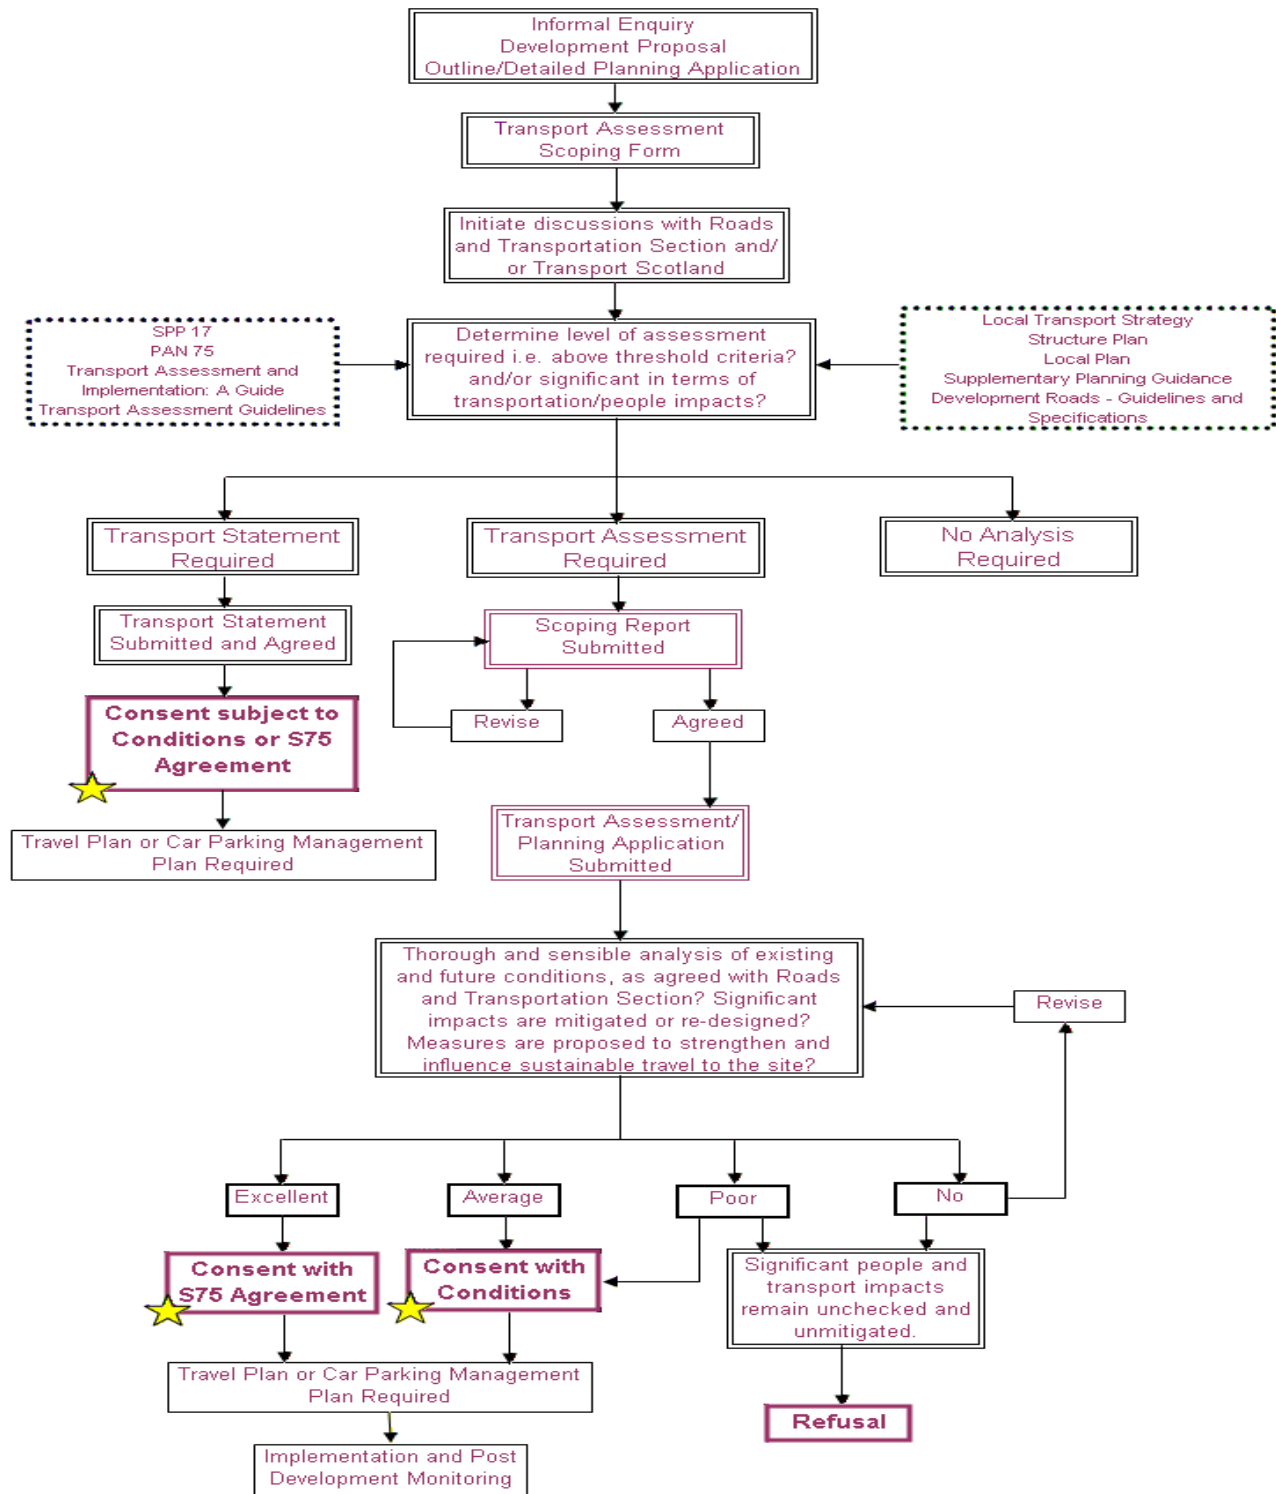 Informal Enquiry
Development Proposal
Outline/Detailed Planning Application
Transport Assessment
Scoping Form
Initiate discussions with Roads
and Transportation Section and/
or Transport Scotland
SPP 17
PAN 75
Transport Assessment and
Implementation: A Guide
Transport Assessment Guidelines
Determine level of assessment
required i.e. above threshold criteria?
and/or significant in terms of
transportation/people impacts?
Local Transport Strategy
Structure Plan
Local Plan
Supplementary Planning Guidance
Development Roads - Guidelines and
Specifications
Transport Statement
Required
Transport Assessment
Required
No Analysis
Required
Transport Statement
Submitted and Agreed
Scoping Report
Submitted
Revise
Agreed
Consent subject to
Conditions or S75
Agreement
Travel Plan or Car Parking Management
Plan Required
Transport Assessment/
Planning Application
Submitted
Thorough and sensible analysis of existing
and future conditions, as agreed with Roads
and Transportation Section? Significant
impacts are mitigated or re-designed?
Measures are proposed to strengthen and
influence sustainable travel to the site?
Revise
Excellent
Average
Poor
No
Consent with
S75 Agreement
Consent with
Conditions
Significant people and
transport impacts
remain unchecked and
unmitigated.
Travel Plan or Car Parking Management
Plan Required
Refusal
Implementation and Post
Development Monitoring